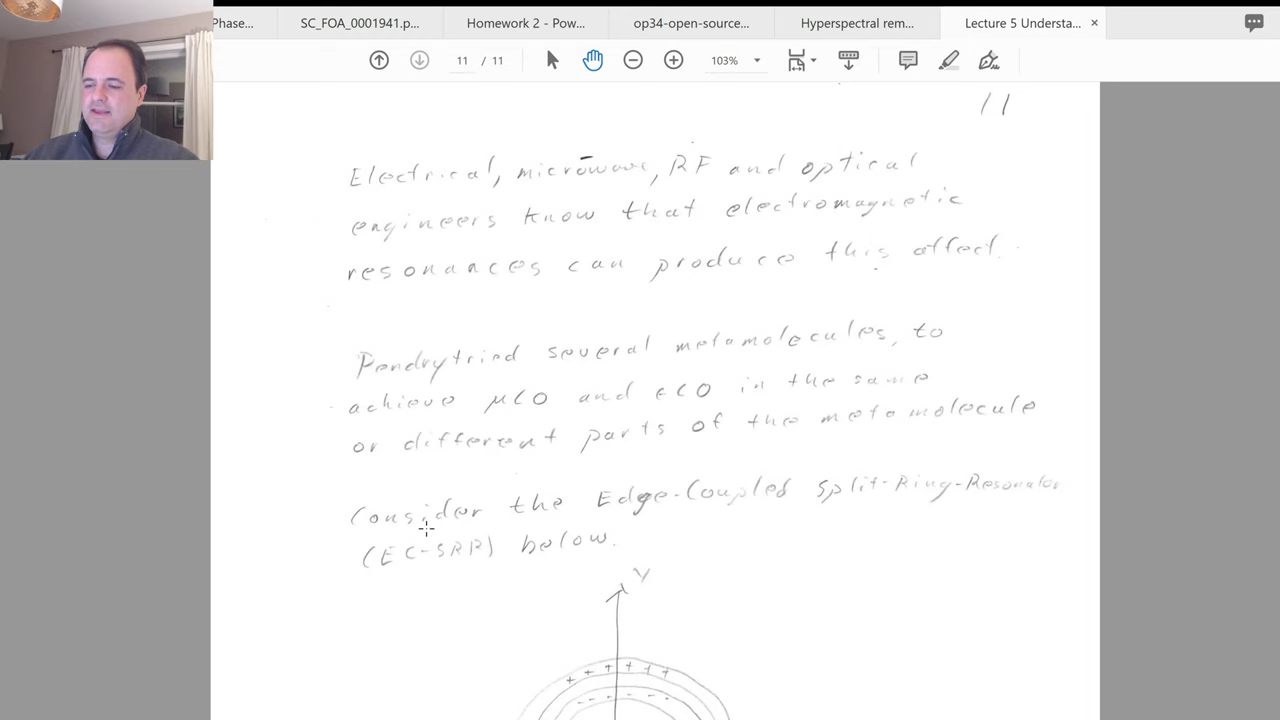 Phase...
SC_FOA_0001941.p...
Homework 2 - Pow...
op34-open-source...
Hyperspectral rem...
Lecture 5 Understa...
11 / 11
103%
11
Electrical, microwave, RF and optical
engineers know that electromagnetic
resonances can produce this affect.
Pendry tried several metamolecules, to
achieve μ<0 and ε<0 in the same
or different parts of the metamolecule
Consider the Edge-Coupled Split-Ring-Resonator
(EC-SRR) below.
Y
+ + + + + +
- - - - - -